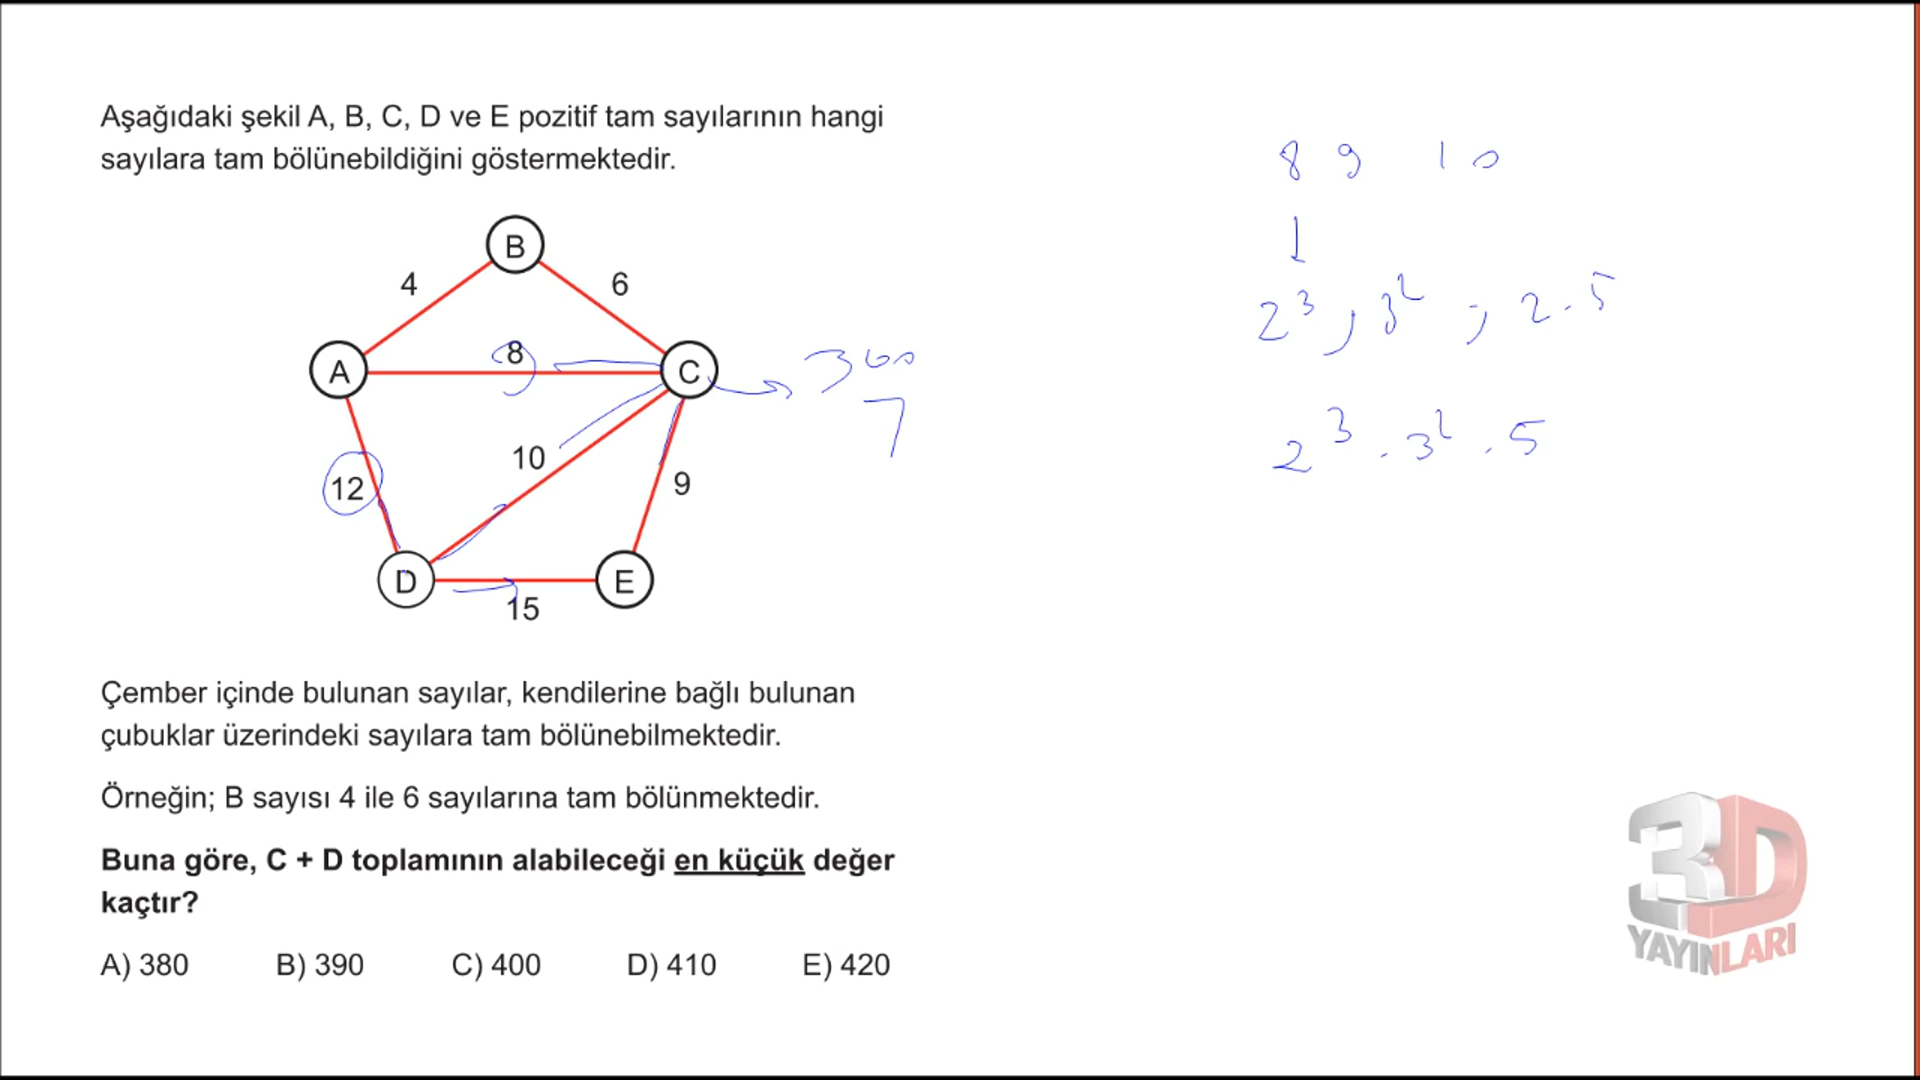 Aşağıdaki şekil A, B, C, D ve E pozitif tam sayılarının hangi
sayılara tam bölünebildiğini göstermektedir.
8 9 10
B
4
6
2³ , 3² , 2.5
8
A
C
360
10
2³ . 3² . 5
12
9
D
E
15
Çember içinde bulunan sayılar, kendilerine bağlı bulunan
çubuklar üzerindeki sayılara tam bölünebilmektedir.
Örneğin; B sayısı 4 ile 6 sayılarına tam bölünmektedir.
Buna göre, C + D toplamının alabileceği en küçük değer
kaçtır?
A) 380 B) 390 C) 400 D) 410 E) 420
3D
YAYINLARI